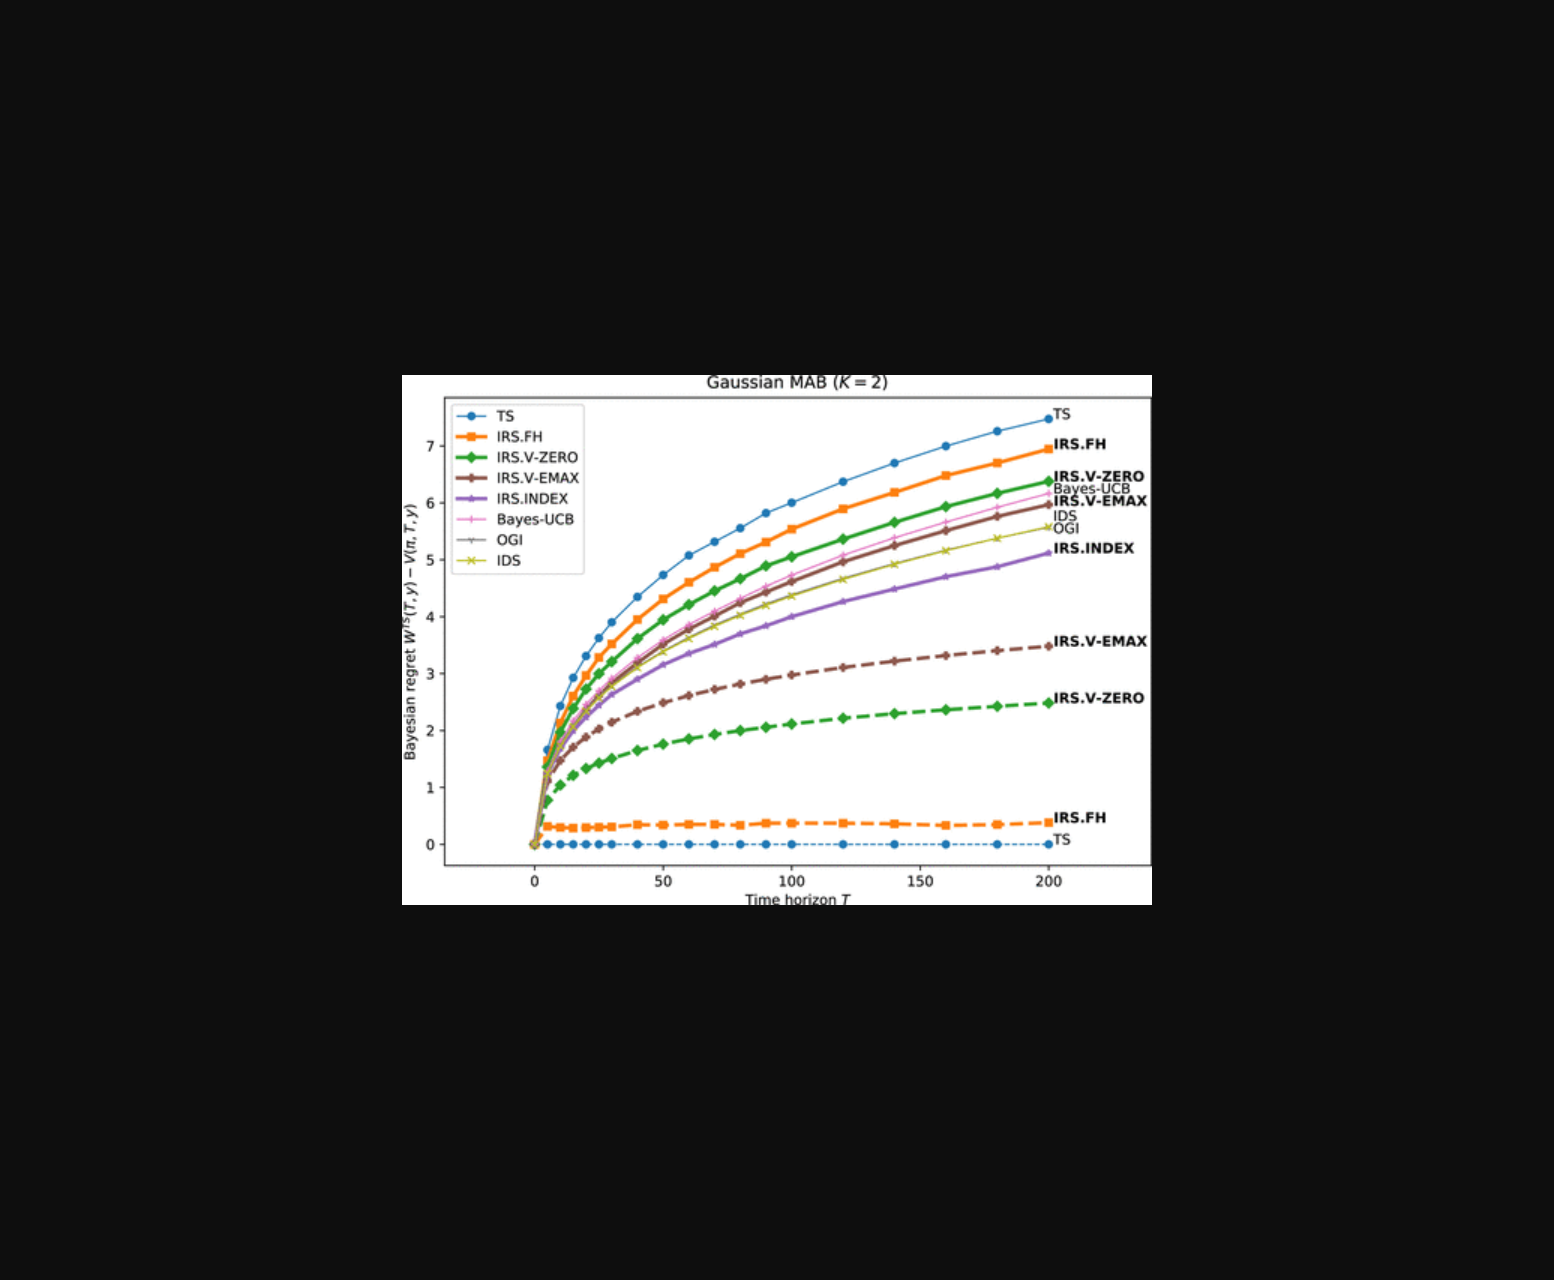 Gaussian MAB (K = 2)
TS
IRS.FH
IRS.V-ZERO
IRS.V-EMAX
IRS.INDEX
Bayes-UCB
OGI
IDS
Bayesian regret W^TS(T, y) − V(π, T, y)
7
6
5
4
3
2
1
0
TS
IRS.FH
IRS.V-ZERO
Bayes-UCB
IRS.V-EMAX
IDS
OGI
IRS.INDEX
IRS.V-EMAX
IRS.V-ZERO
IRS.FH
TS
0 50 100 150 200
Time horizon T